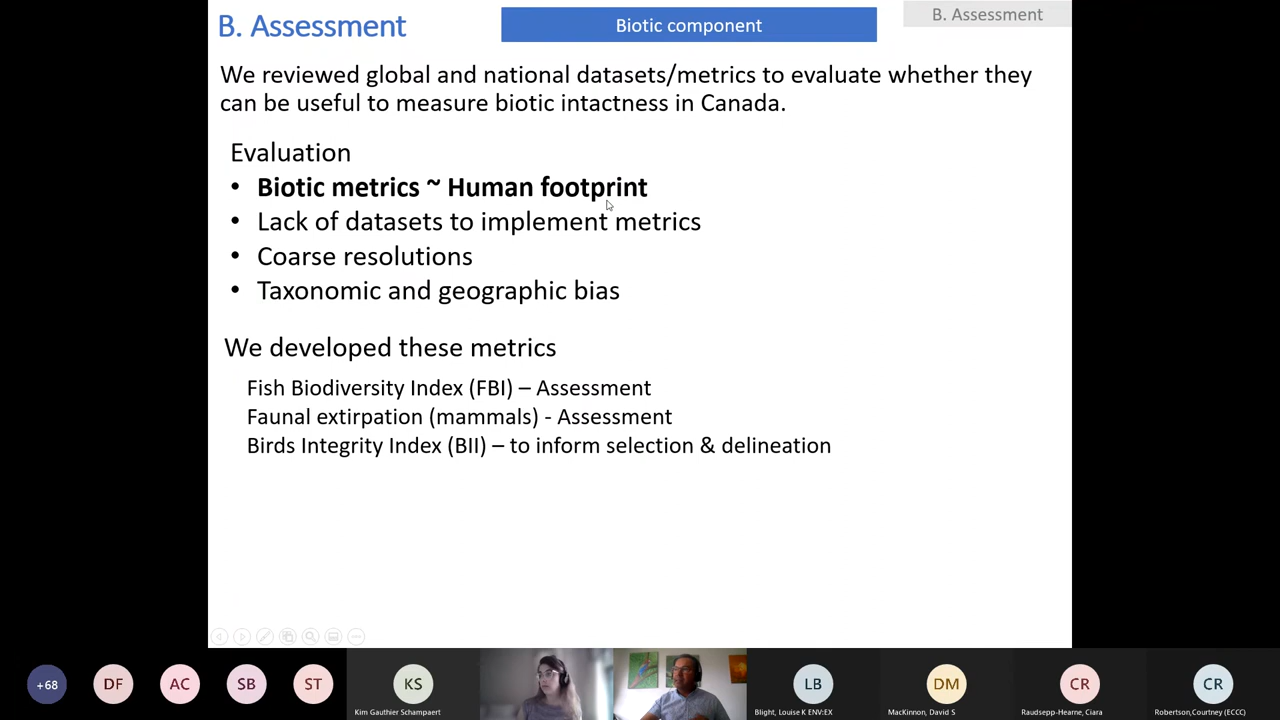 B. Assessment
Biotic component
B. Assessment
We reviewed global and national datasets/metrics to evaluate whether they
can be useful to measure biotic intactness in Canada.
Evaluation
• Biotic metrics ~ Human footprint
• Lack of datasets to implement metrics
• Coarse resolutions
• Taxonomic and geographic bias
We developed these metrics
Fish Biodiversity Index (FBI) – Assessment
Faunal extirpation (mammals) - Assessment
Birds Integrity Index (BII) – to inform selection & delineation
+68
DF
AC
SB
ST
KS
LB
DM
CR
CR
Kim Gauthier Schampaert
Blight, Louise K ENV:EX
MacKinnon, David S
Raudsepp-Hearne, Ciara
Robertson,Courtney (ECCC)